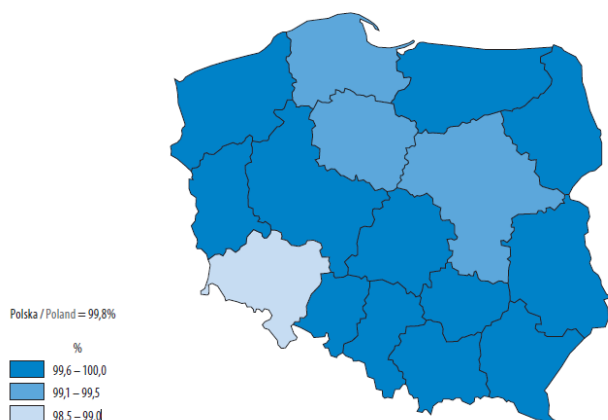 Polska / Poland = 99,8%
%
99,6 – 100,0
99,1 – 99,5
98,5 – 99,0